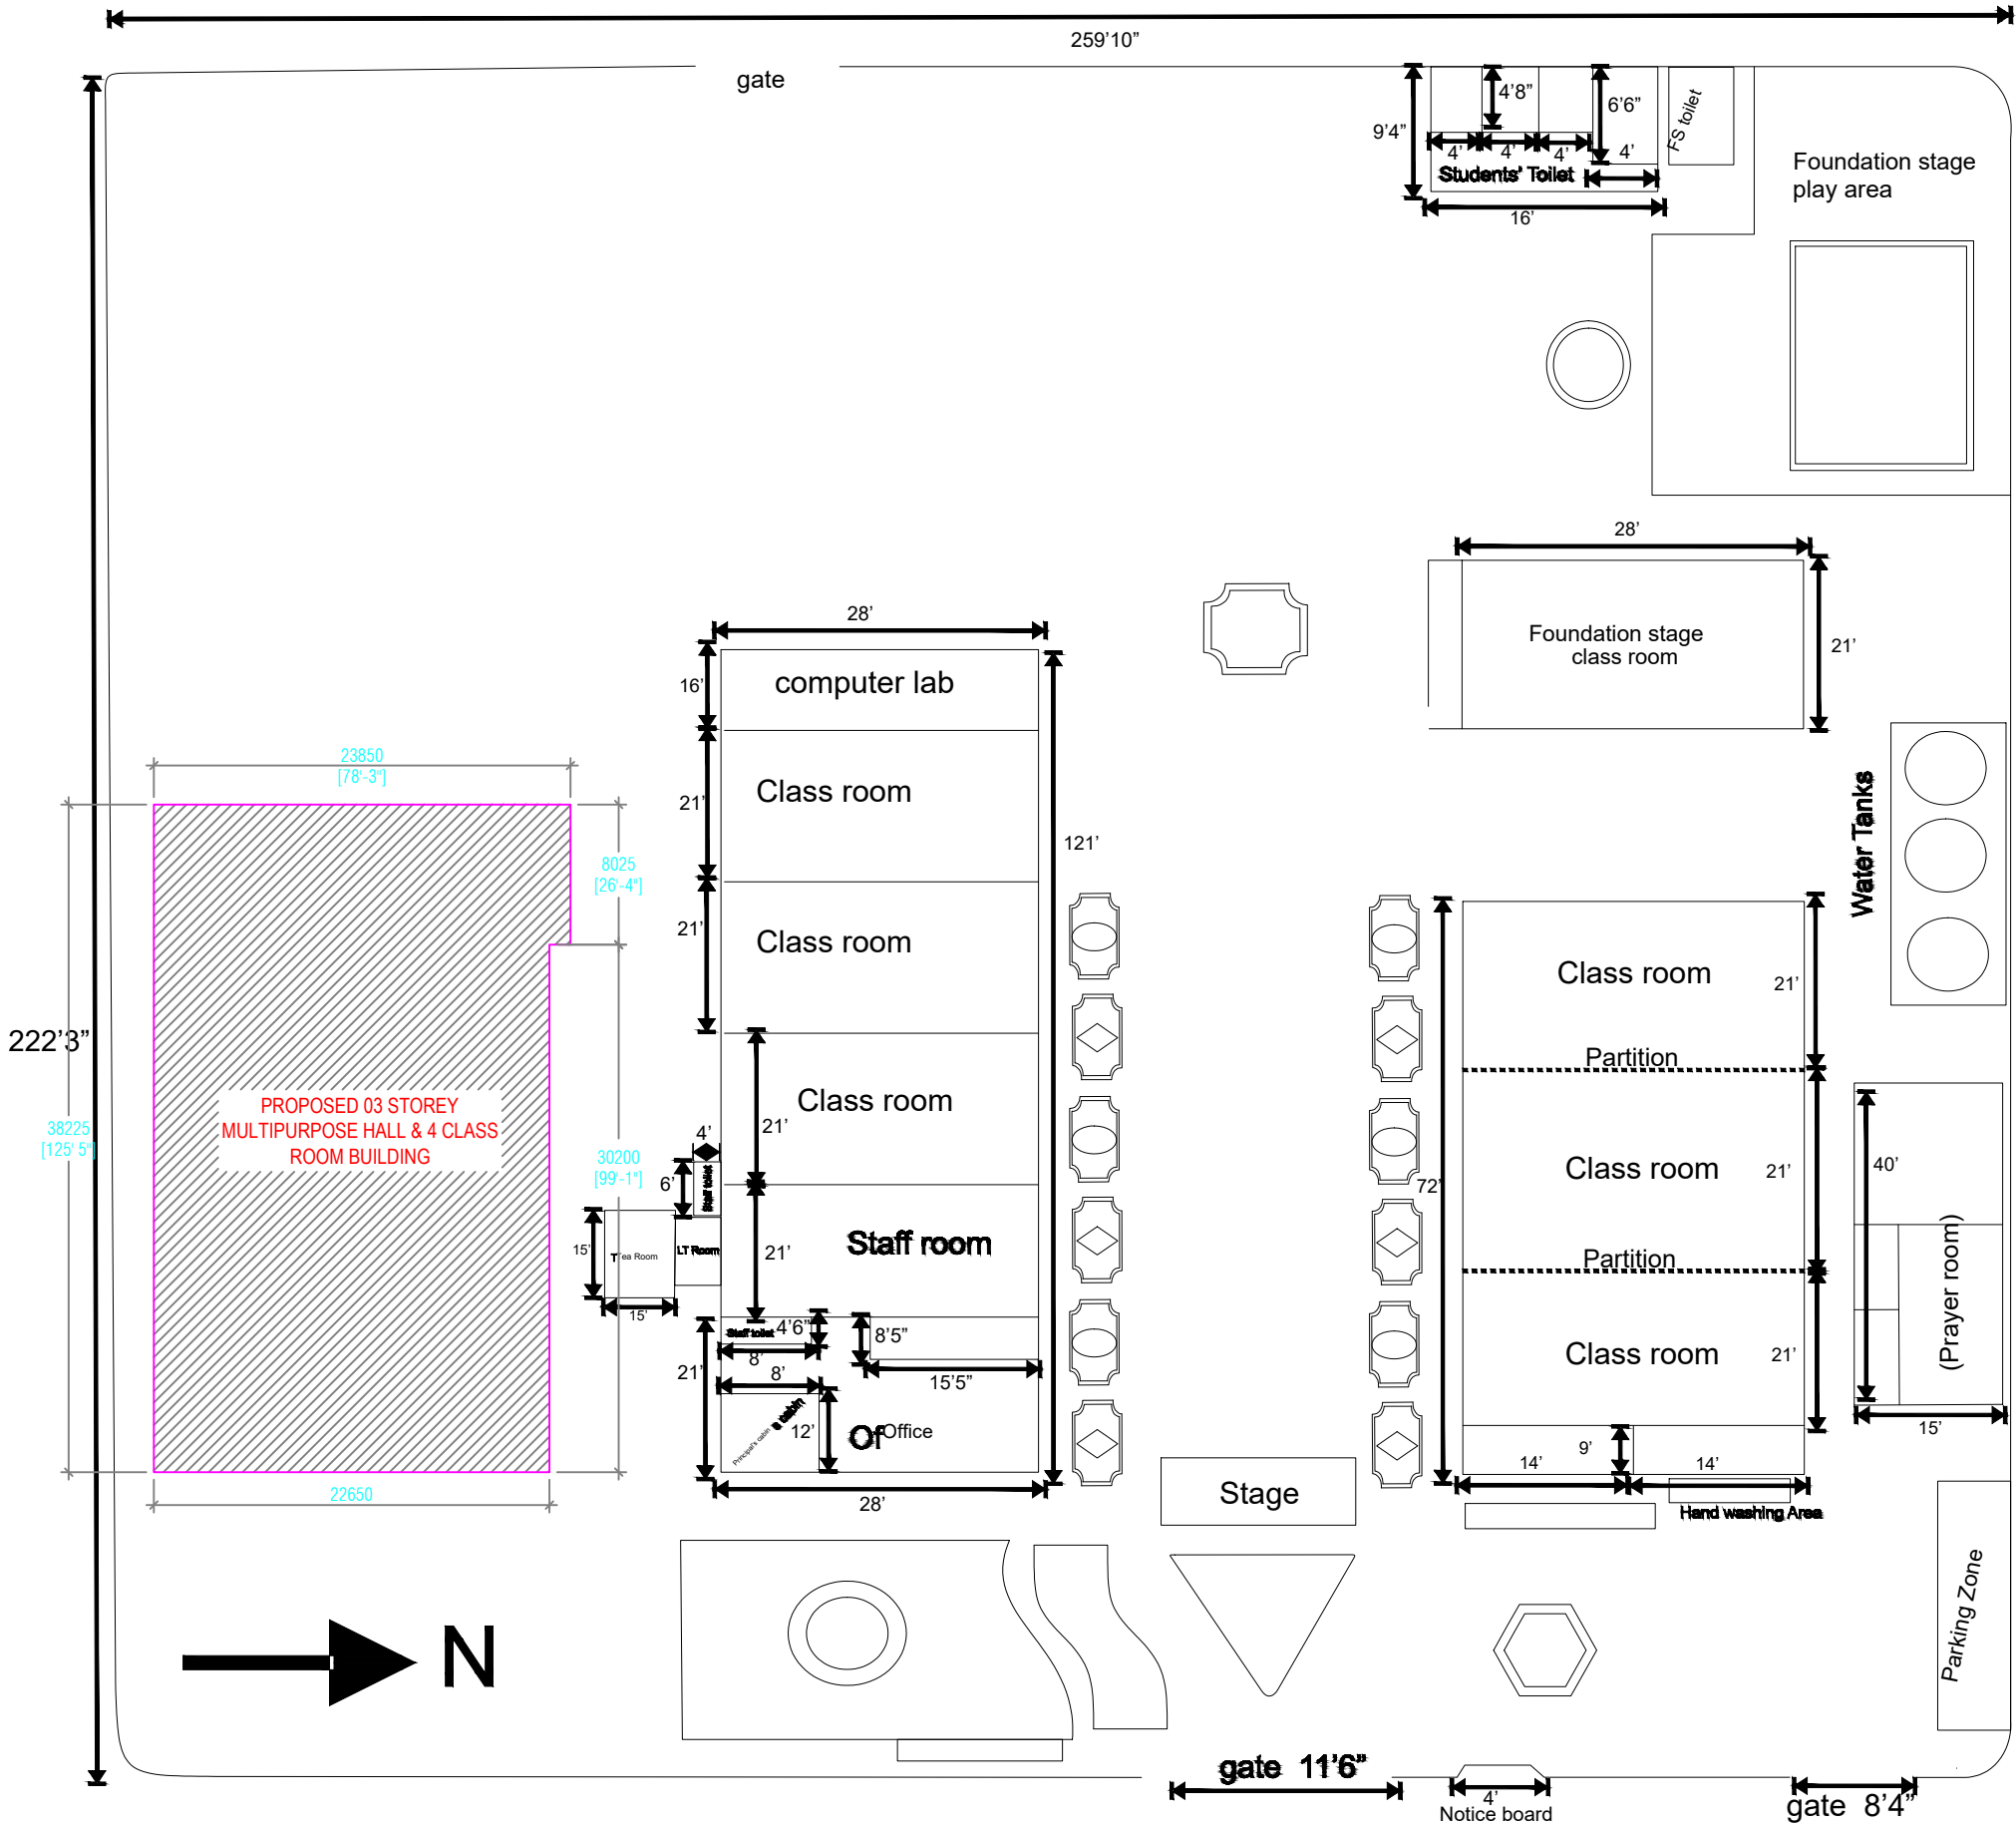 259’10”
gate
9’4”
4’8”
6’6”
FS toilet
4’
4’
4’
4’
Students' Toilet
16’
Foundation stage
play area
28’
Foundation stage
class room
21’
28’
16’
computer lab
23850
[78'-3"]
21’
Class room
121’
8025
[26'-4"]
21’
Class room
Water Tanks
Class room
21’
222’3”
Partition
PROPOSED 03 STOREY
MULTIPURPOSE HALL & 4 CLASS
ROOM BUILDING
38225
[125' 5"]
30200
[99'-1"]
Class room
21’
4’
6’
Staff toilet
72’
Class room
21’
40’
15’
Tea Room
LT Room
21’
Staff room
Partition
(Prayer room)
15’
Staff toilet
4’6”
8’5”
8’
21’
8’
15’5”
Class room
21’
Principal's cabin
12’
Office
15’
9’
14’
14’
22650
28’
Stage
Hand washing Area
Parking Zone
N
gate 11’6”
4’
Notice board
gate 8’4”